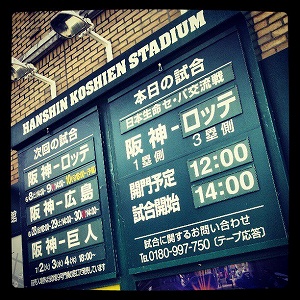 HANSHIN KOSHIEN STADIUM
次回の試合
阪神-ロッテ
阪神-広島
阪神-巨人
本日の試合
日本生命セ・パ交流戦
阪神-ロッテ
1塁側 3塁側
開門予定 12:00
試合開始 14:00
試合に関するお問い合わせ
TEL.0180-997-750(テープ応答)